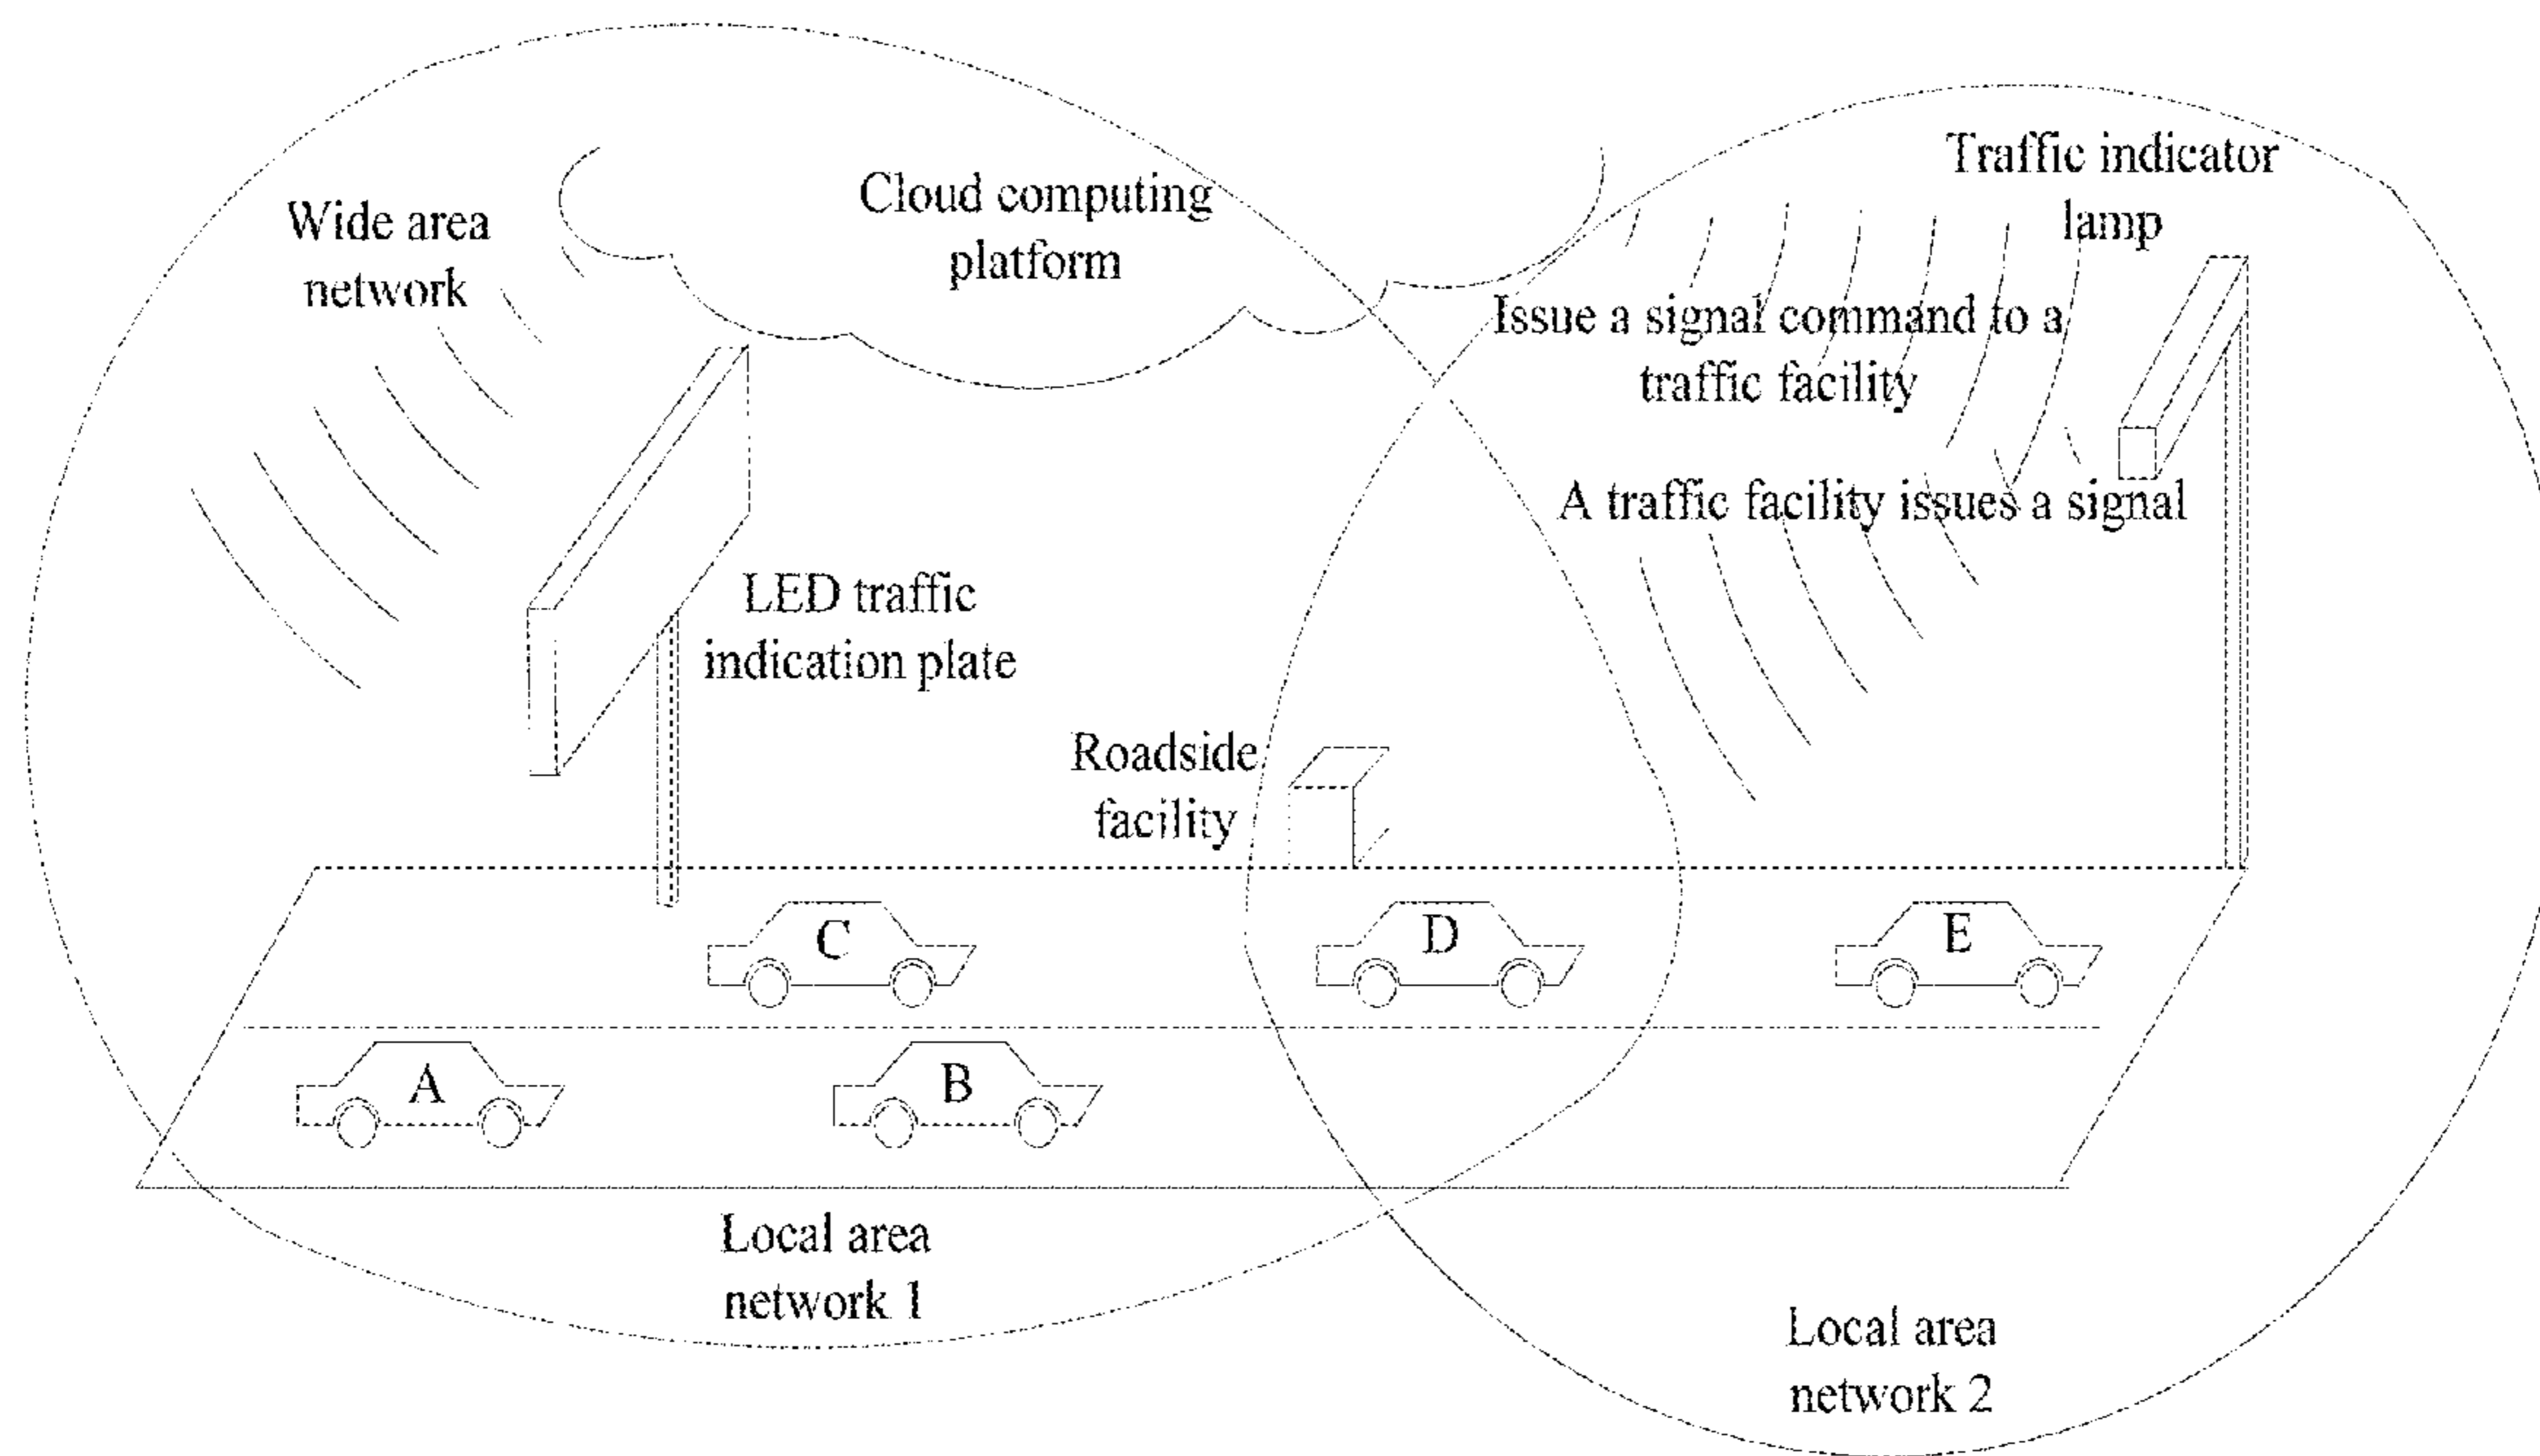 Wide area
network
Cloud computing
platform
Traffic indicator
lamp
Issue a signal command to a
traffic facility
A traffic facility issues a signal
LED traffic
indication plate
Roadside
facility
C
D
E
A
B
Local area
network 1
Local area
network 2